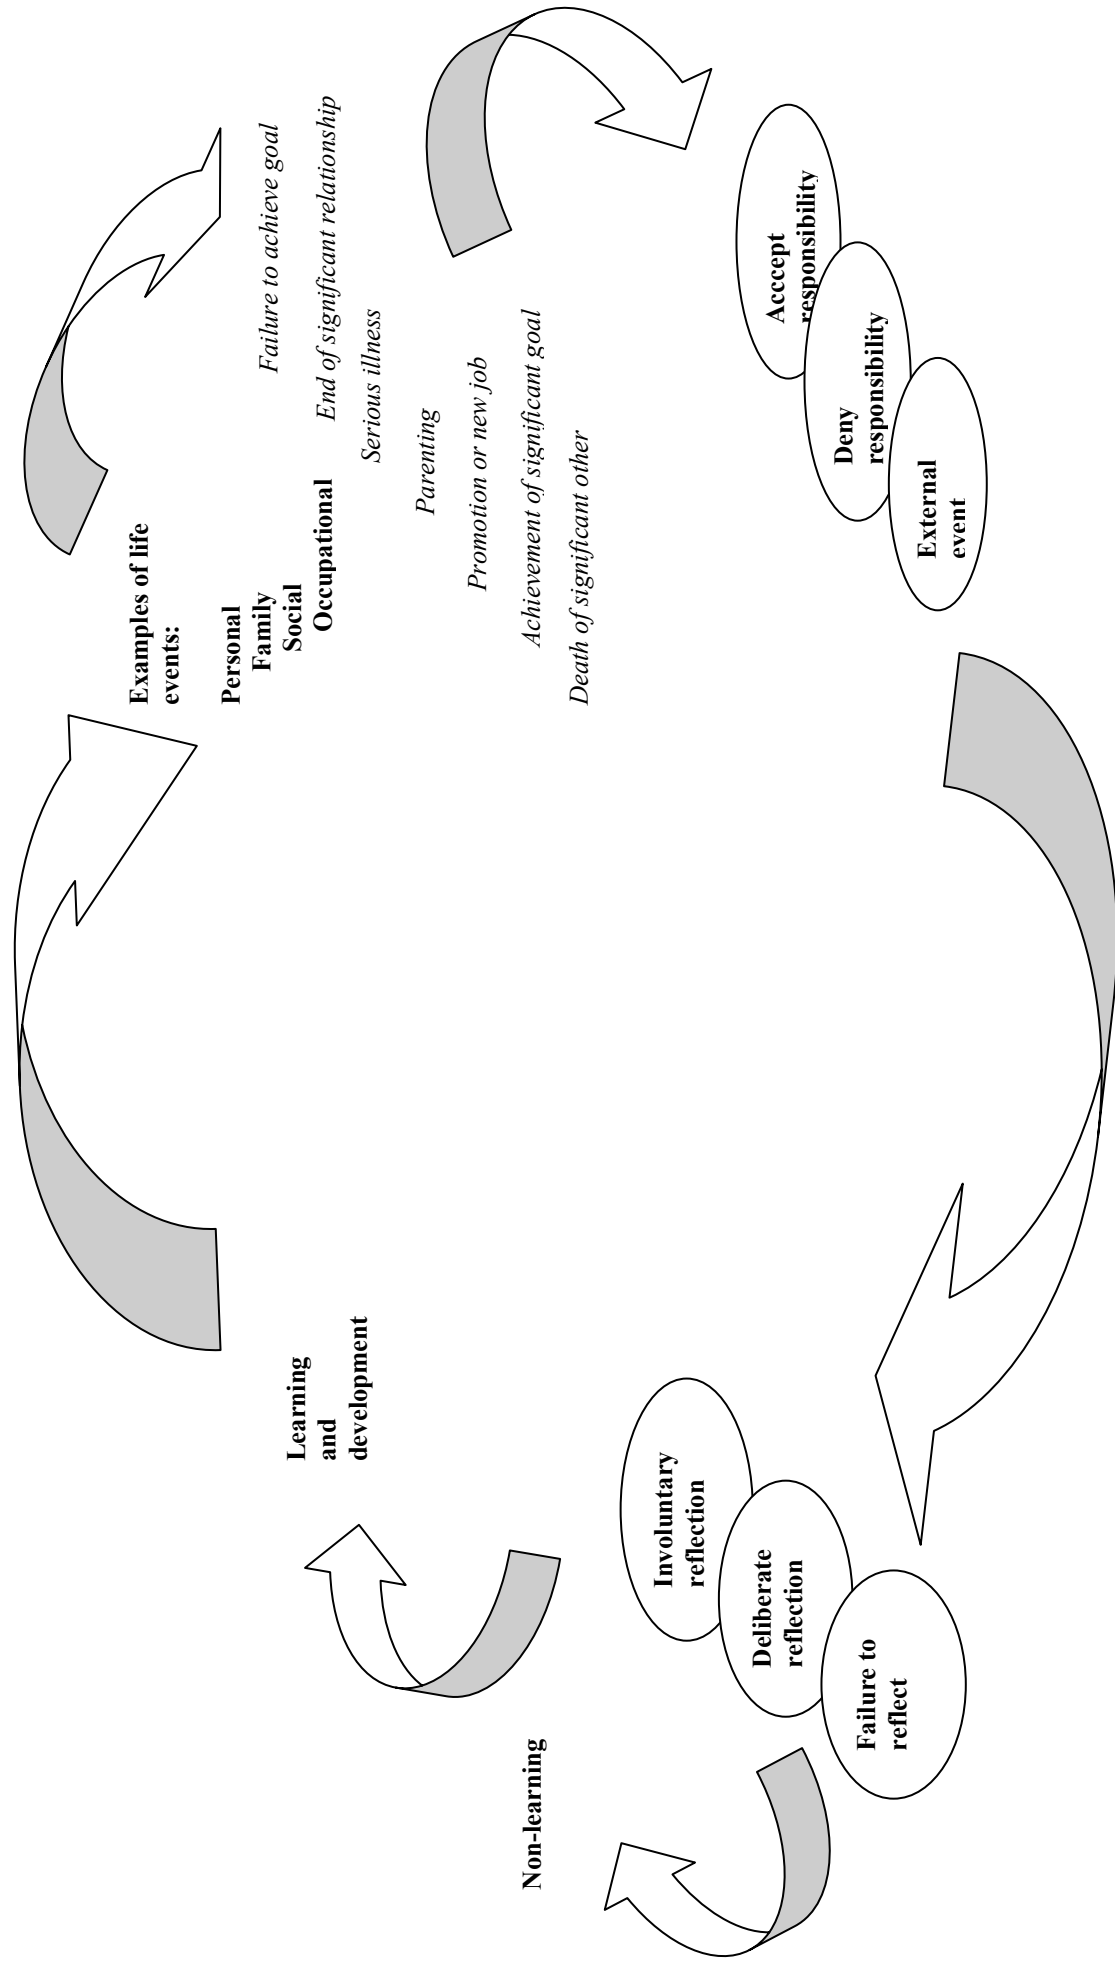 Examples of life
events:
Personal
Family
Social
Occupational
Failure to achieve goal
End of significant relationship
Serious illness
Parenting
Promotion or new job
Achievement of significant goal
Death of significant other
Acccept
responsibility
Deny
responsibility
External
event
Involuntary
reflection
Deliberate
reflection
Failure to
reflect
Non-learning
Learning
and
development